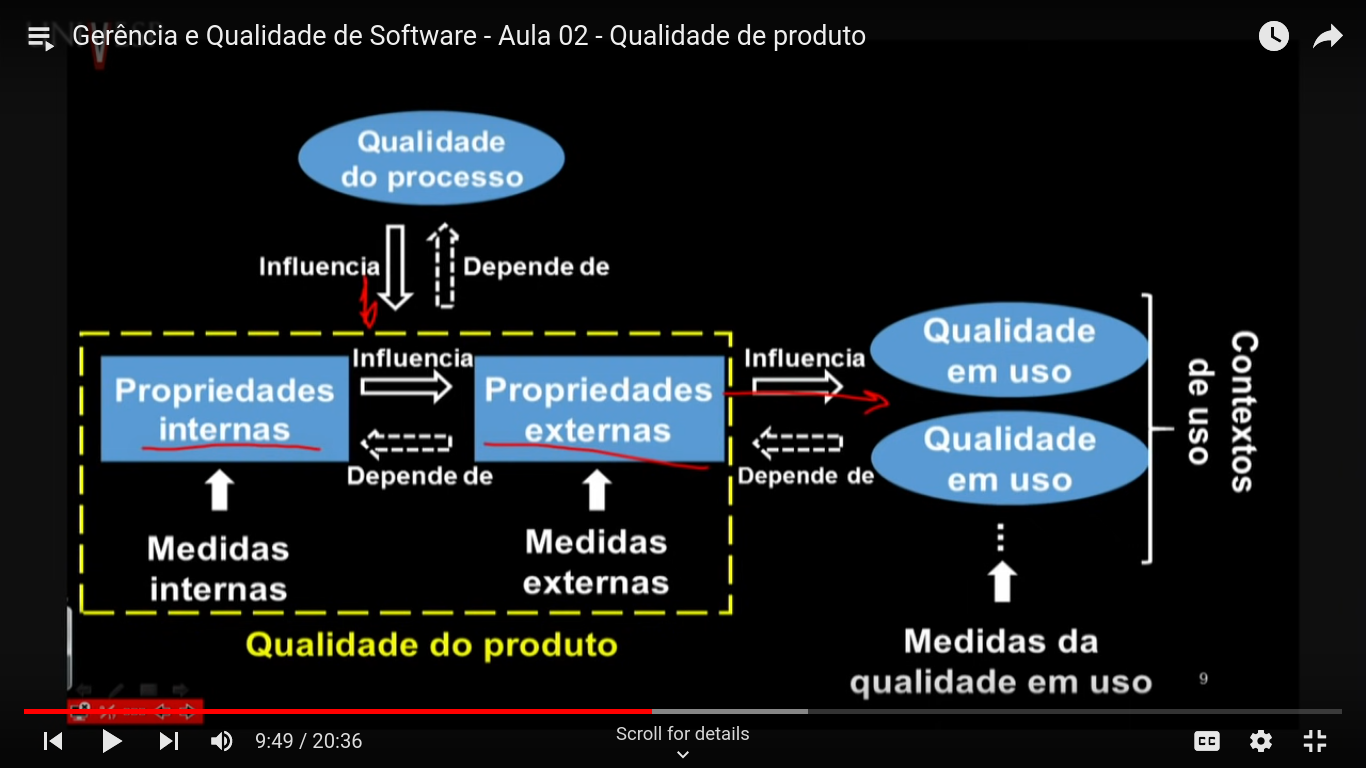 Gerência e Qualidade de Software - Aula 02 - Qualidade de produto
Qualidade
do processo
Influencia
Depende de
Influencia
Propriedades
internas
Propriedades
externas
Depende de
Influencia
Depende de
Qualidade
em uso
Qualidade
em uso
Contextos
de uso
Medidas
internas
Medidas
externas
Qualidade do produto
Medidas da
qualidade em uso
9
9:49 / 20:36
Scroll for details
CC